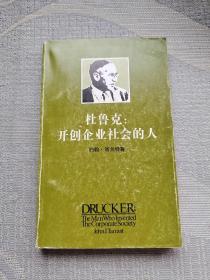 杜鲁克：
开创企业社会的人
DRUCKER:
The Man Who Invented
The Corporate Society
John J Tarrant